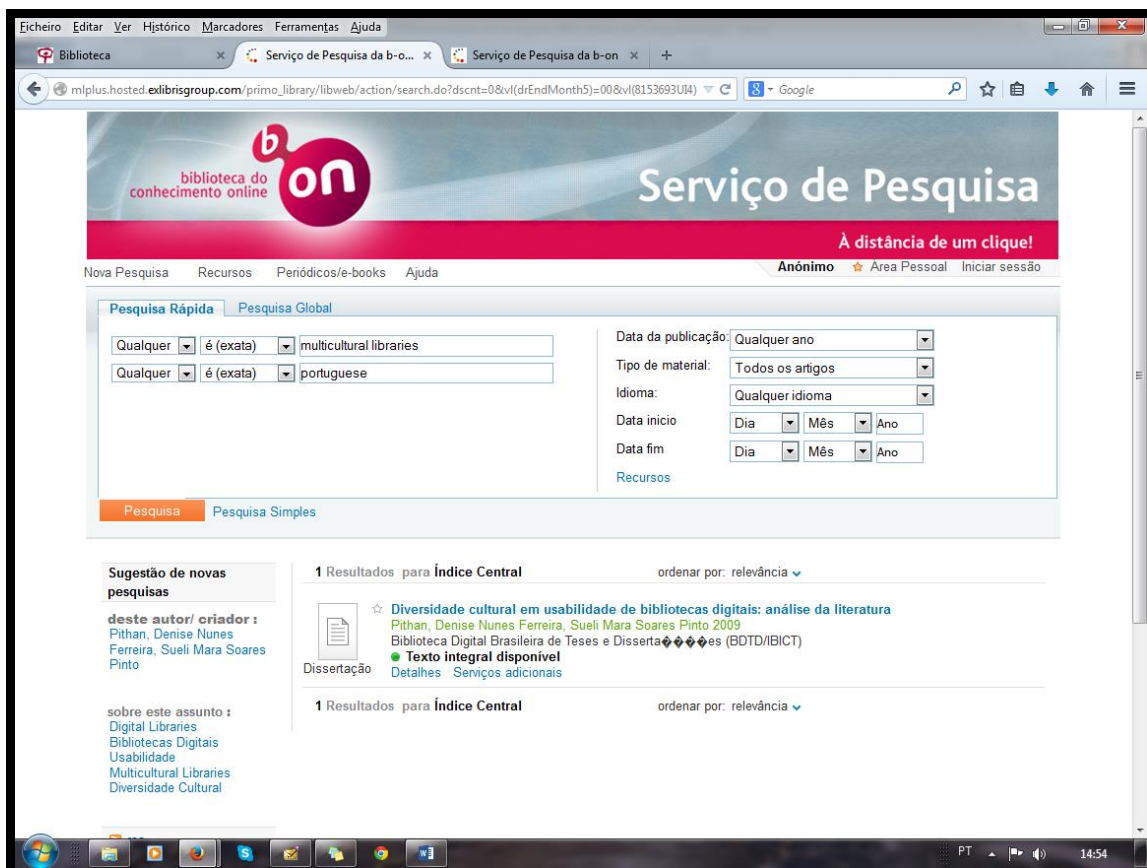 Ficheiro Editar Ver Histórico Marcadores Ferramentas Ajuda
Biblioteca × Serviço de Pesquisa da b-o... × Serviço de Pesquisa da b-on × +
mlplus.hosted.exlibrisgroup.com/primo_library/libweb/action/search.do?dscnt=0&vl(drEndMonth5)=00&vl(8153693UI4) Google
b on
biblioteca do
conhecimento online
Serviço de Pesquisa
À distância de um clique!
Nova Pesquisa Recursos Periódicos/e-books Ajuda Anónimo Área Pessoal Iniciar sessão
Pesquisa Rápida Pesquisa Global
Qualquer é (exata) multicultural libraries
Qualquer é (exata) portuguese
Data da publicação: Qualquer ano
Tipo de material: Todos os artigos
Idioma: Qualquer idioma
Data inicio Dia Mês Ano
Data fim Dia Mês Ano
Recursos
Pesquisa Pesquisa Simples
Sugestão de novas
pesquisas
deste autor/ criador :
Pithan, Denise Nunes
Ferreira, Sueli Mara Soares
Pinto
sobre este assunto :
Digital Libraries
Bibliotecas Digitais
Usabilidade
Multicultural Libraries
Diversidade Cultural
1 Resultados para Índice Central ordenar por: relevância
Dissertação
Diversidade cultural em usabilidade de bibliotecas digitais: análise da literatura
Pithan, Denise Nunes Ferreira, Sueli Mara Soares Pinto 2009
Biblioteca Digital Brasileira de Teses e Disserta����es (BDTD/IBICT)
Texto integral disponível
Detalhes Serviços adicionais
1 Resultados para Índice Central ordenar por: relevância
PT 14:54